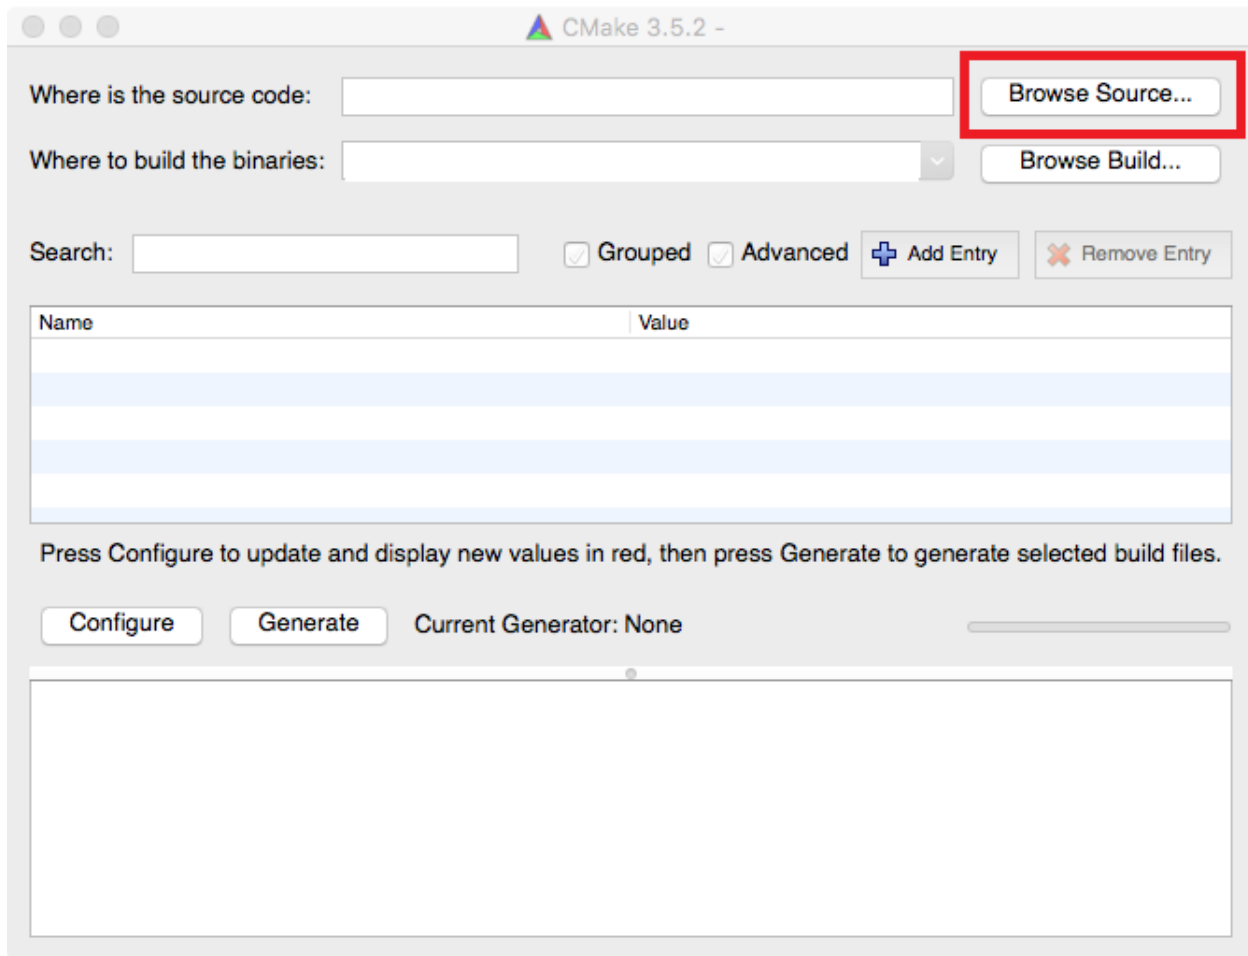 CMake 3.5.2 -
Where is the source code: Browse Source...
Where to build the binaries: Browse Build...
Search: Grouped Advanced Add Entry Remove Entry
Name Value
Press Configure to update and display new values in red, then press Generate to generate selected build files.
Configure Generate Current Generator: None